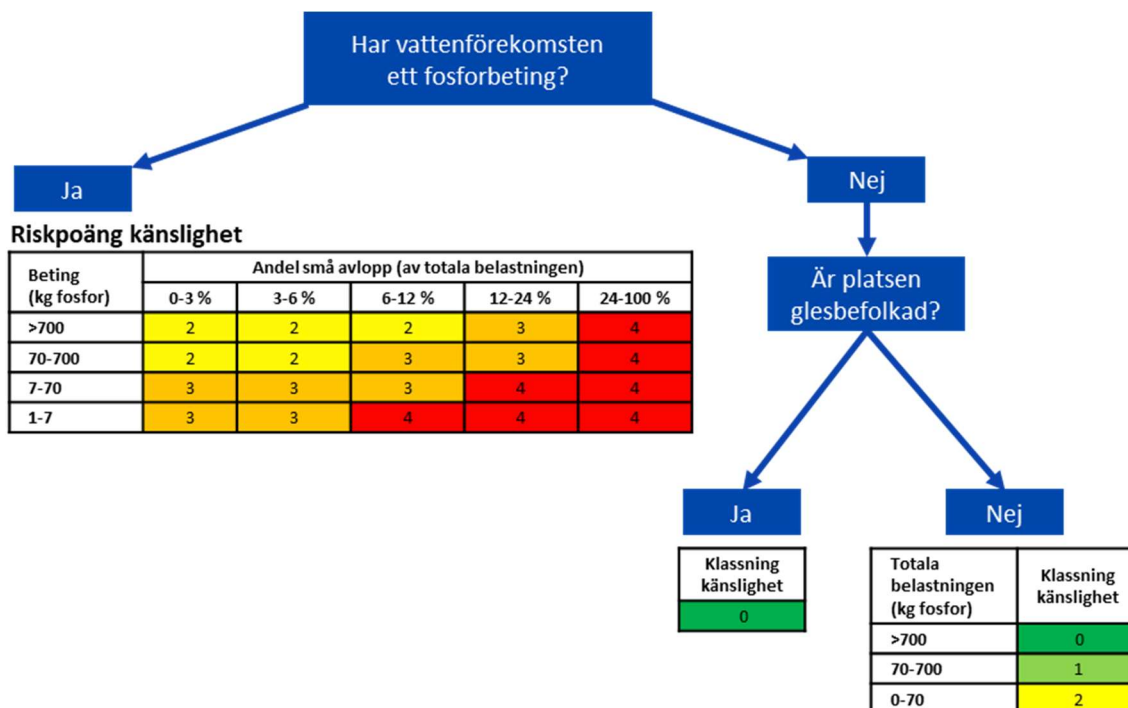 Har vattenförekomsten
ett fosforbeting?
Ja
Nej
Riskpoäng känslighet
Beting
(kg fosfor)
Andel små avlopp (av totala belastningen)
0-3 % 3-6 % 6-12 % 12-24 % 24-100 %
>700 2 2 2 3 4
70-700 2 2 3 3 4
7-70 3 3 3 4 4
1-7 3 3 4 4 4
Är platsen
glesbefolkad?
Ja
Klassning
känslighet
0
Nej
Totala
belastningen
(kg fosfor)
Klassning
känslighet
>700 0
70-700 1
0-70 2